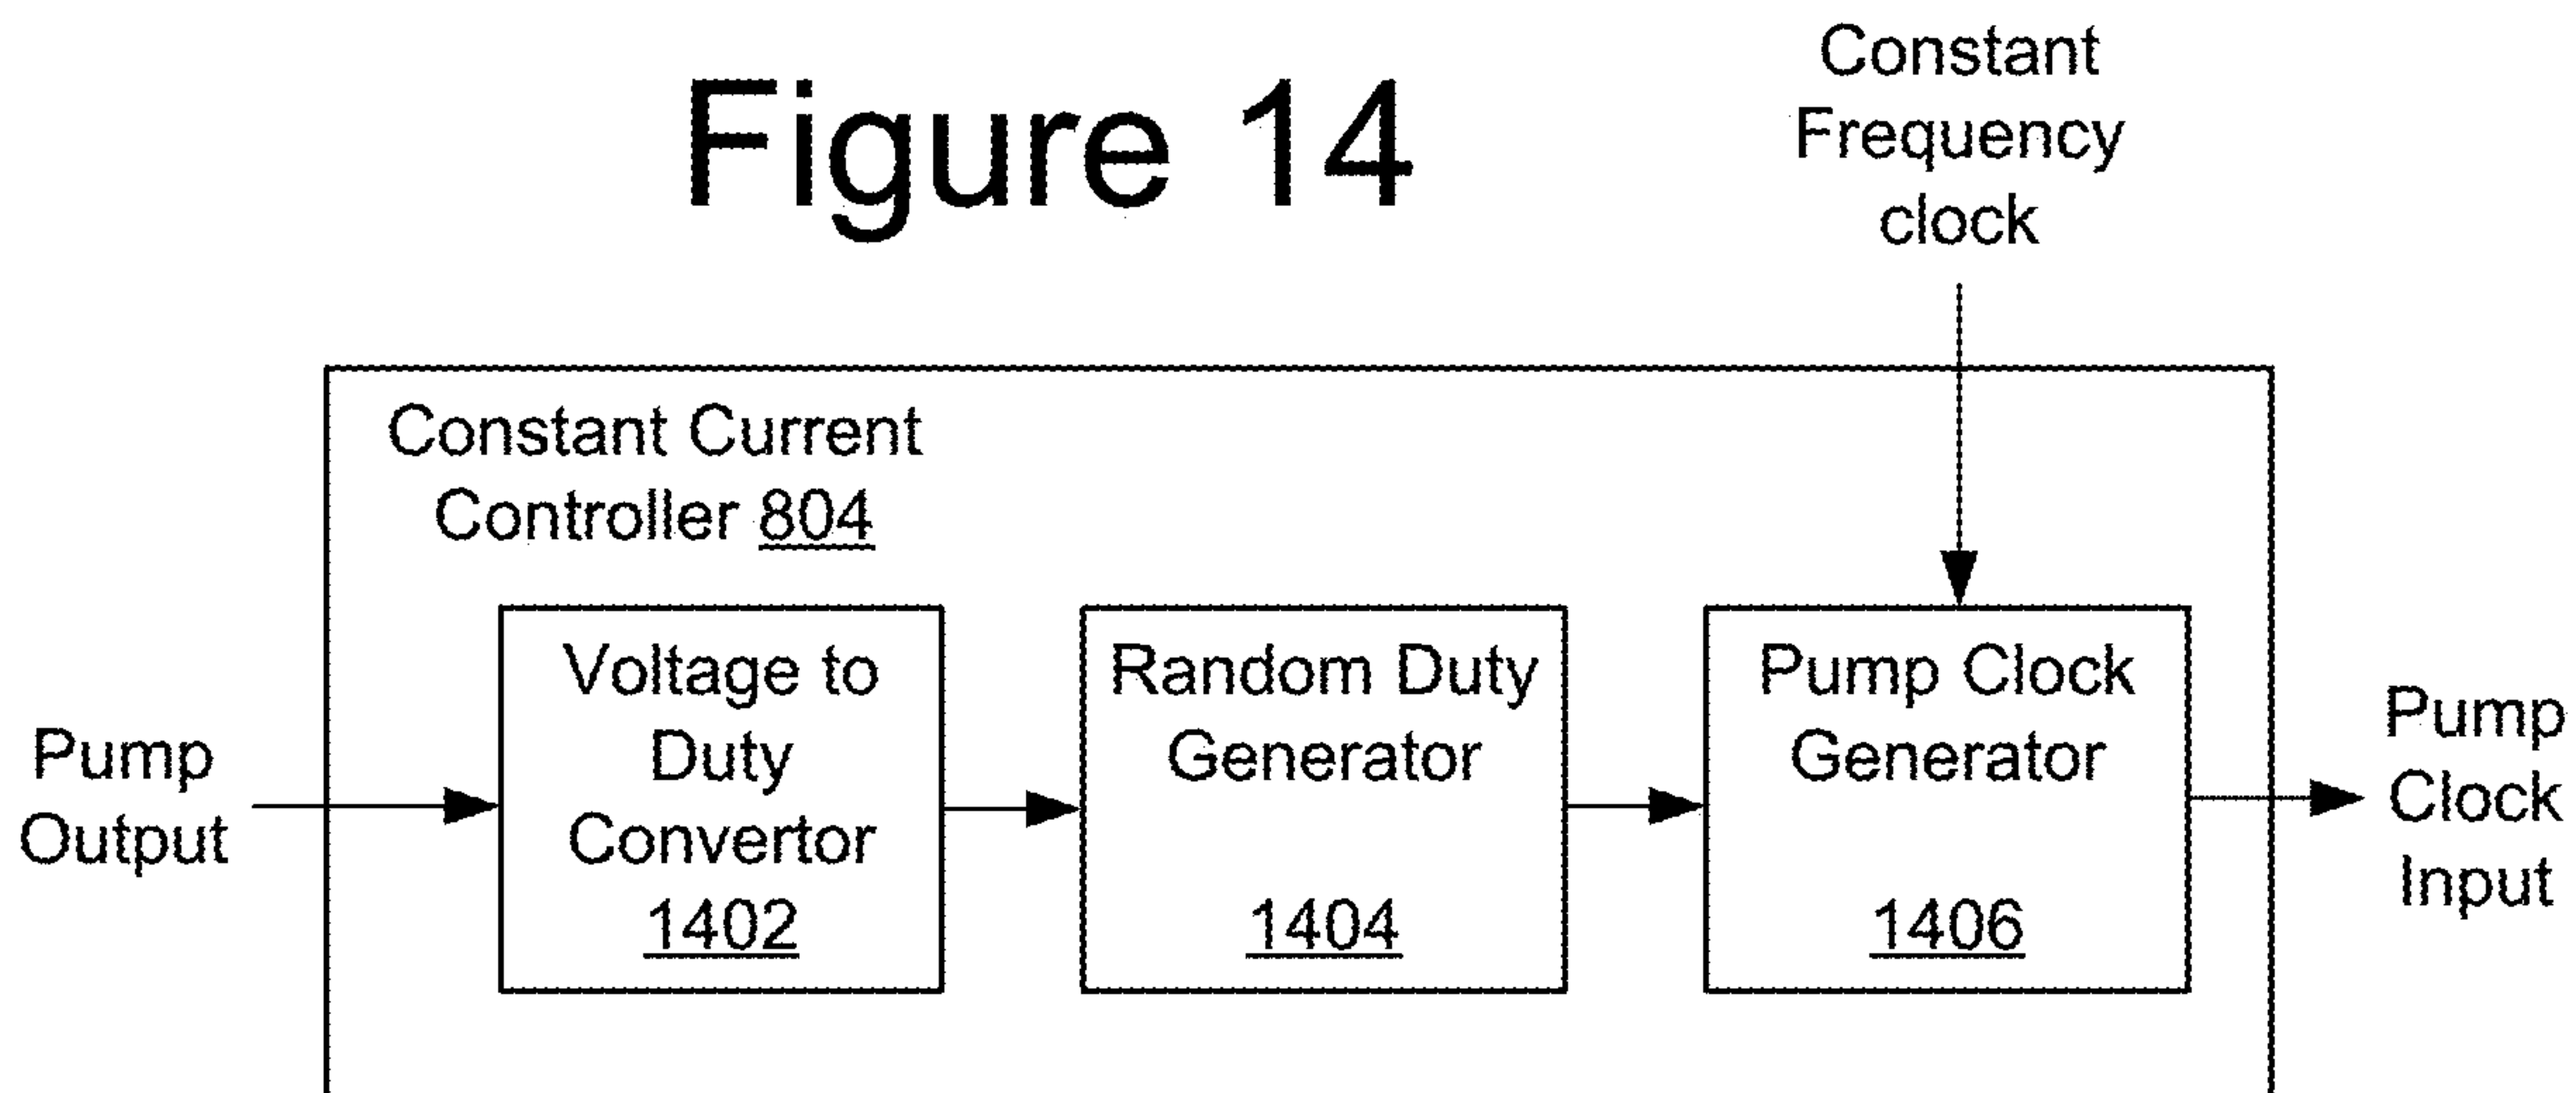 Figure 14
Constant
Frequency
clock
Constant Current
Controller 804
Pump
Output
Voltage to
Duty
Convertor
1402
Random Duty
Generator
1404
Pump Clock
Generator
1406
Pump
Clock
Input